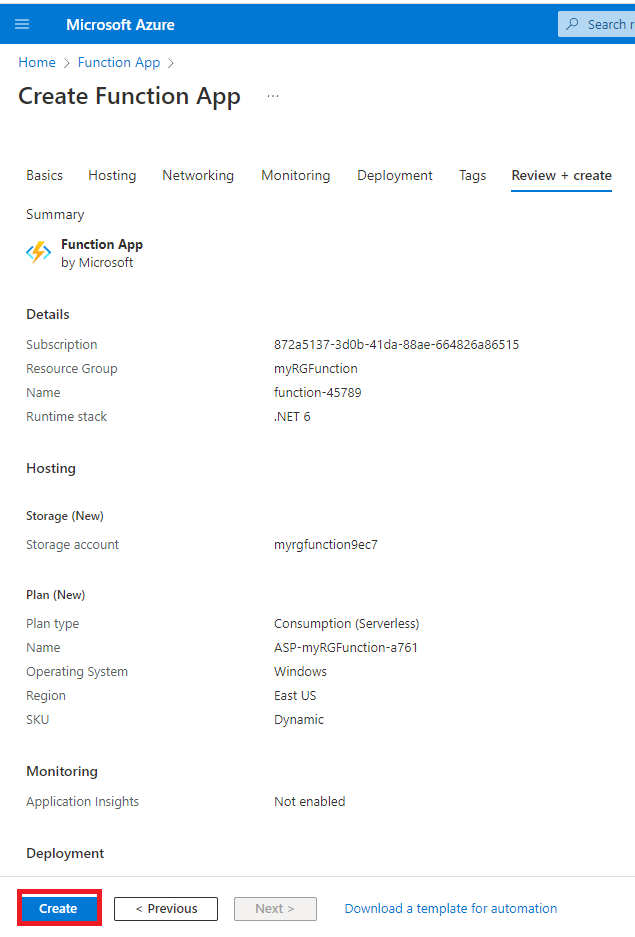 Microsoft Azure
Search r
Home > Function App >
Create Function App ...
Basics Hosting Networking Monitoring Deployment Tags Review + create
Summary
Function App
by Microsoft
Details
Subscription 872a5137-3d0b-41da-88ae-664826a86515
Resource Group myRGFunction
Name function-45789
Runtime stack .NET 6
Hosting
Storage (New)
Storage account myrgfunction9ec7
Plan (New)
Plan type Consumption (Serverless)
Name ASP-myRGFunction-a761
Operating System Windows
Region East US
SKU Dynamic
Monitoring
Application Insights Not enabled
Deployment
Create < Previous Next > Download a template for automation